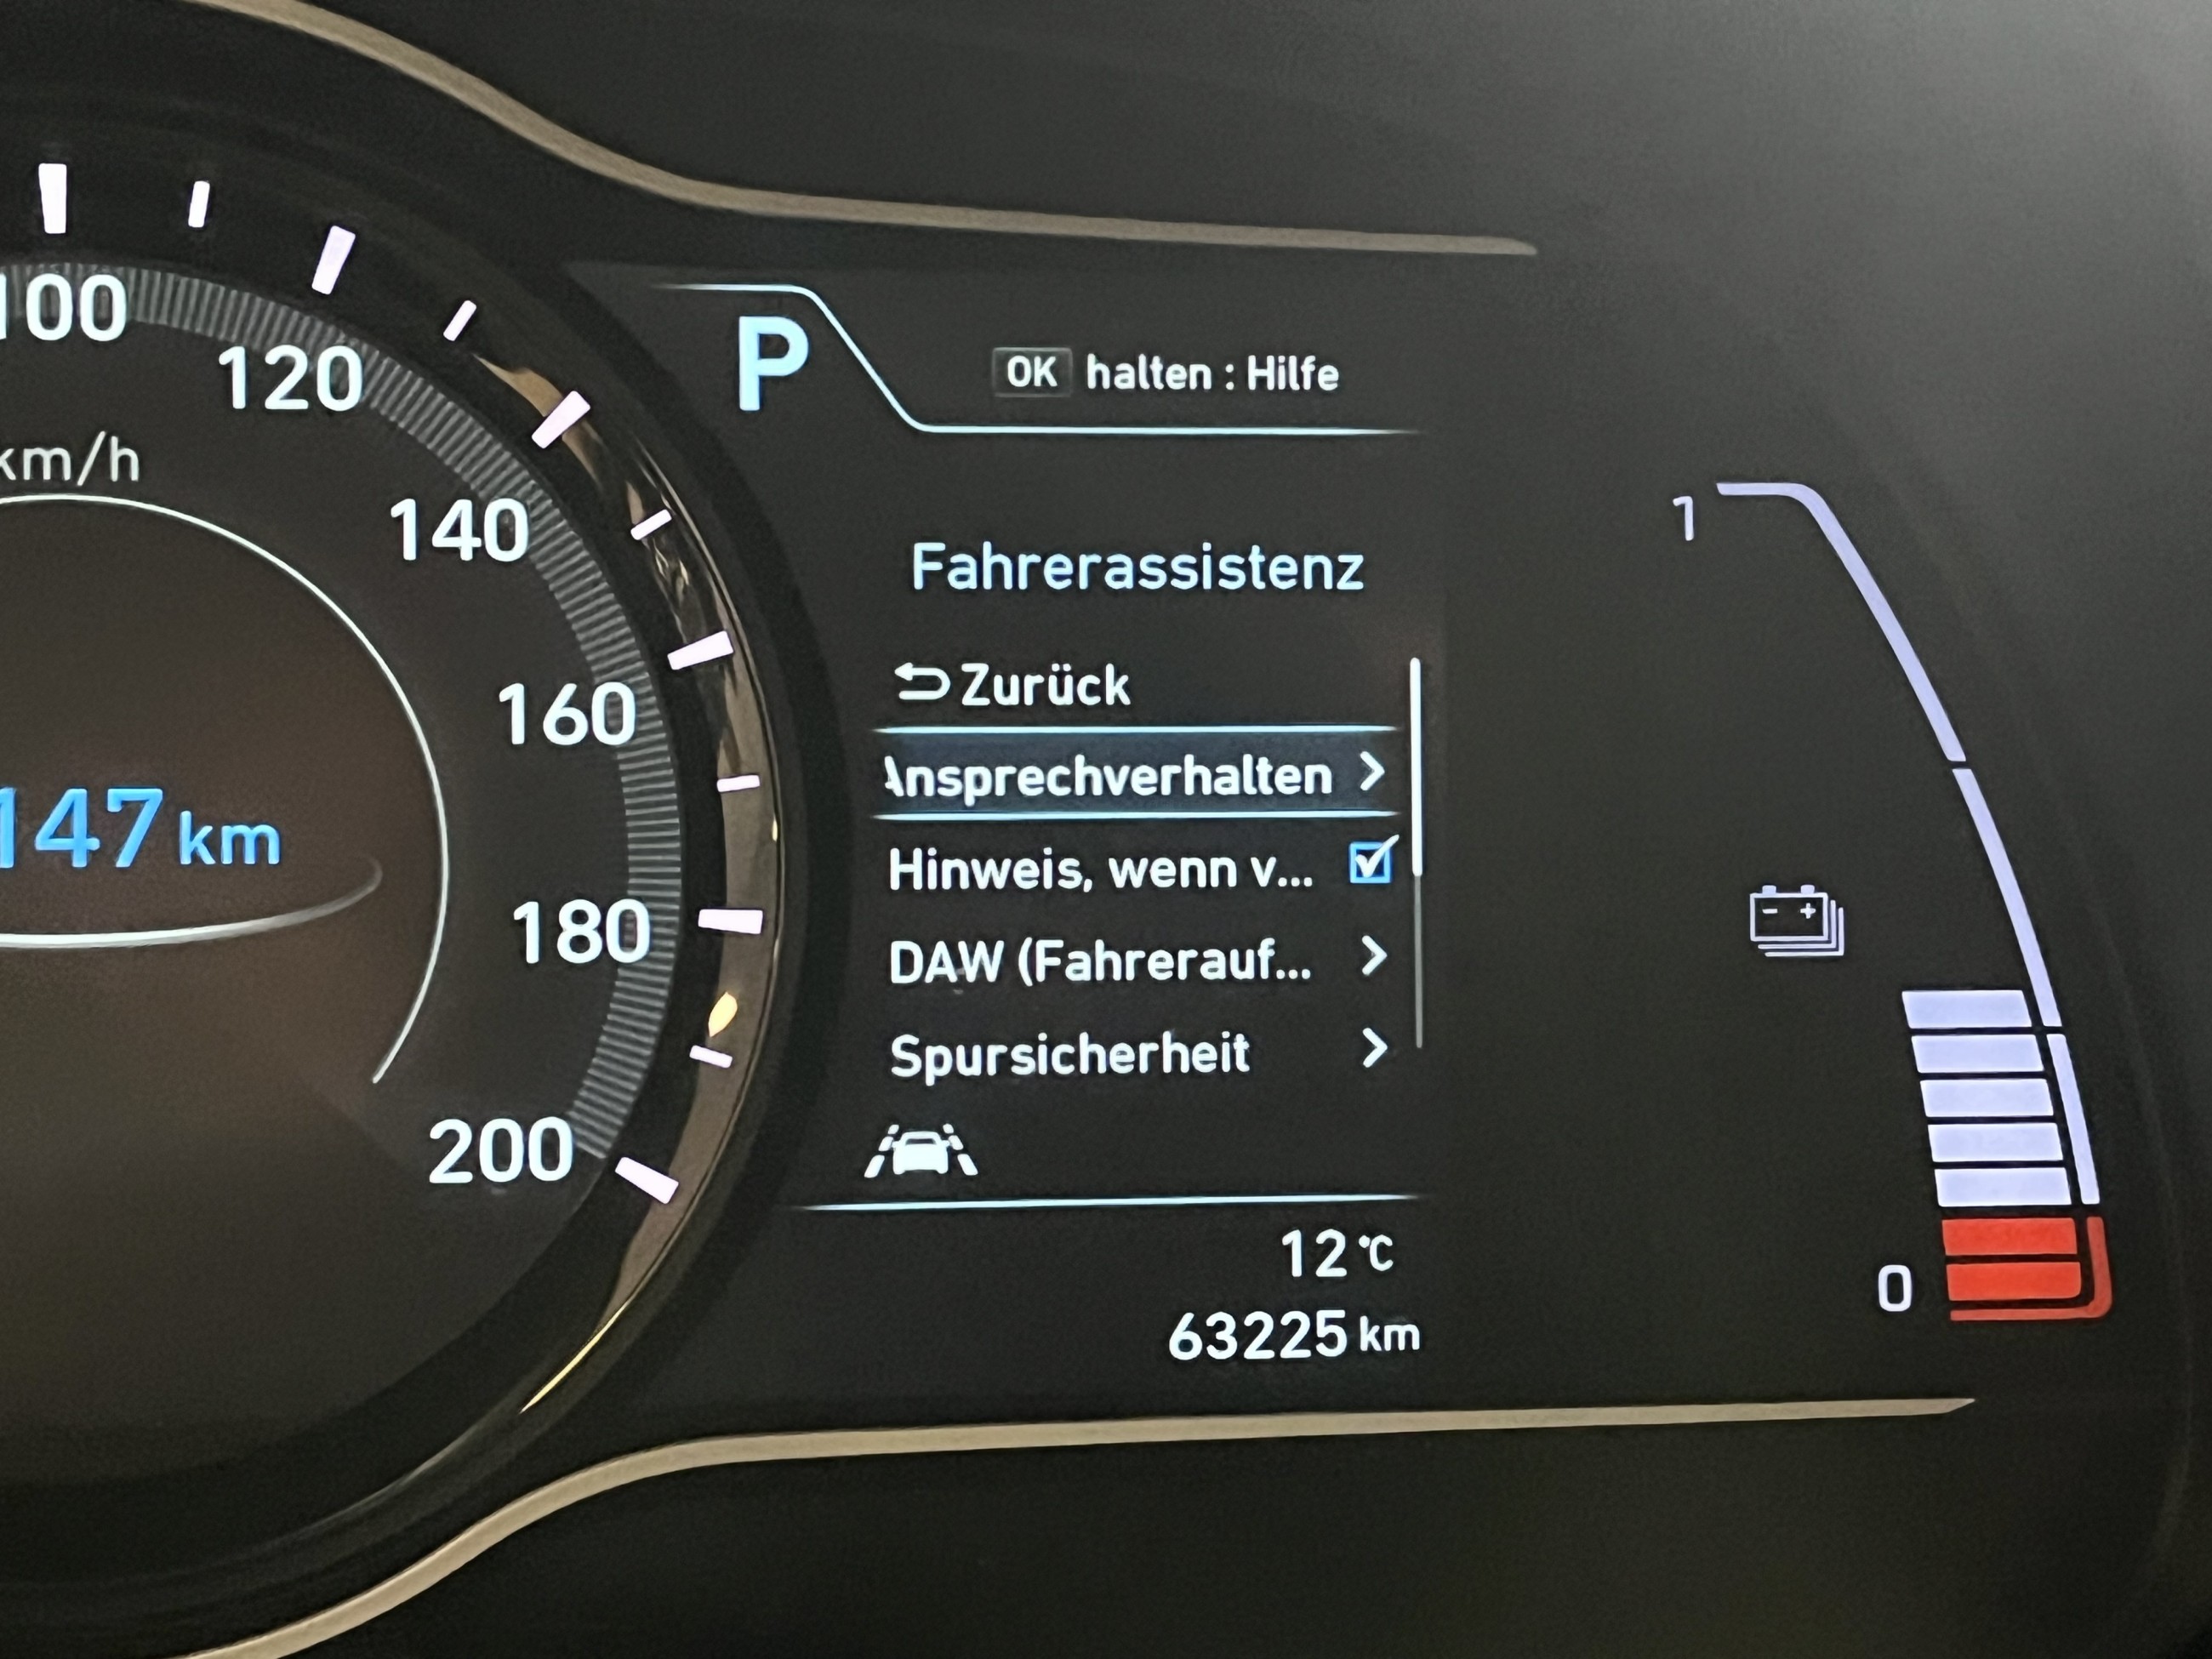 100
120
km/h
140
160
147 km
180
200
P
OK halten : Hilfe
Fahrerassistenz
Zurück
Ansprechverhalten
Hinweis, wenn v...
DAW (Fahrerauf...
Spursicherheit
12 °C
63225 km
1
- +
0